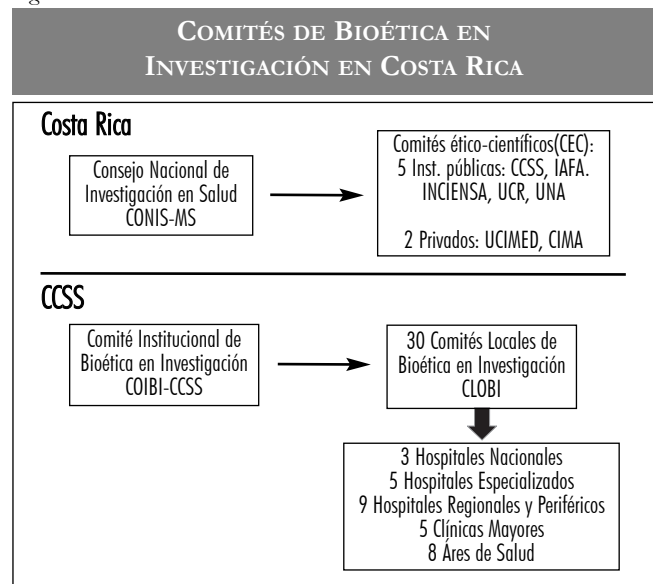 COMITÉS DE BIOÉTICA EN
INVESTIGACIÓN EN COSTA RICA
Costa Rica
Consejo Nacional de
Investigación en Salud
CONIS-MS
Comités ético-científicos(CEC):
5 Inst. públicas: CCSS, IAFA.
INCIENSA, UCR, UNA
2 Privados: UCIMED, CIMA
CCSS
Comité Institucional de
Bioética en Investigación
COIBI-CCSS
30 Comités Locales de
Bioética en Investigación
CLOBI
3 Hospitales Nacionales
5 Hospitales Especializados
9 Hospitales Regionales y Periféricos
5 Clínicas Mayores
8 Áres de Salud